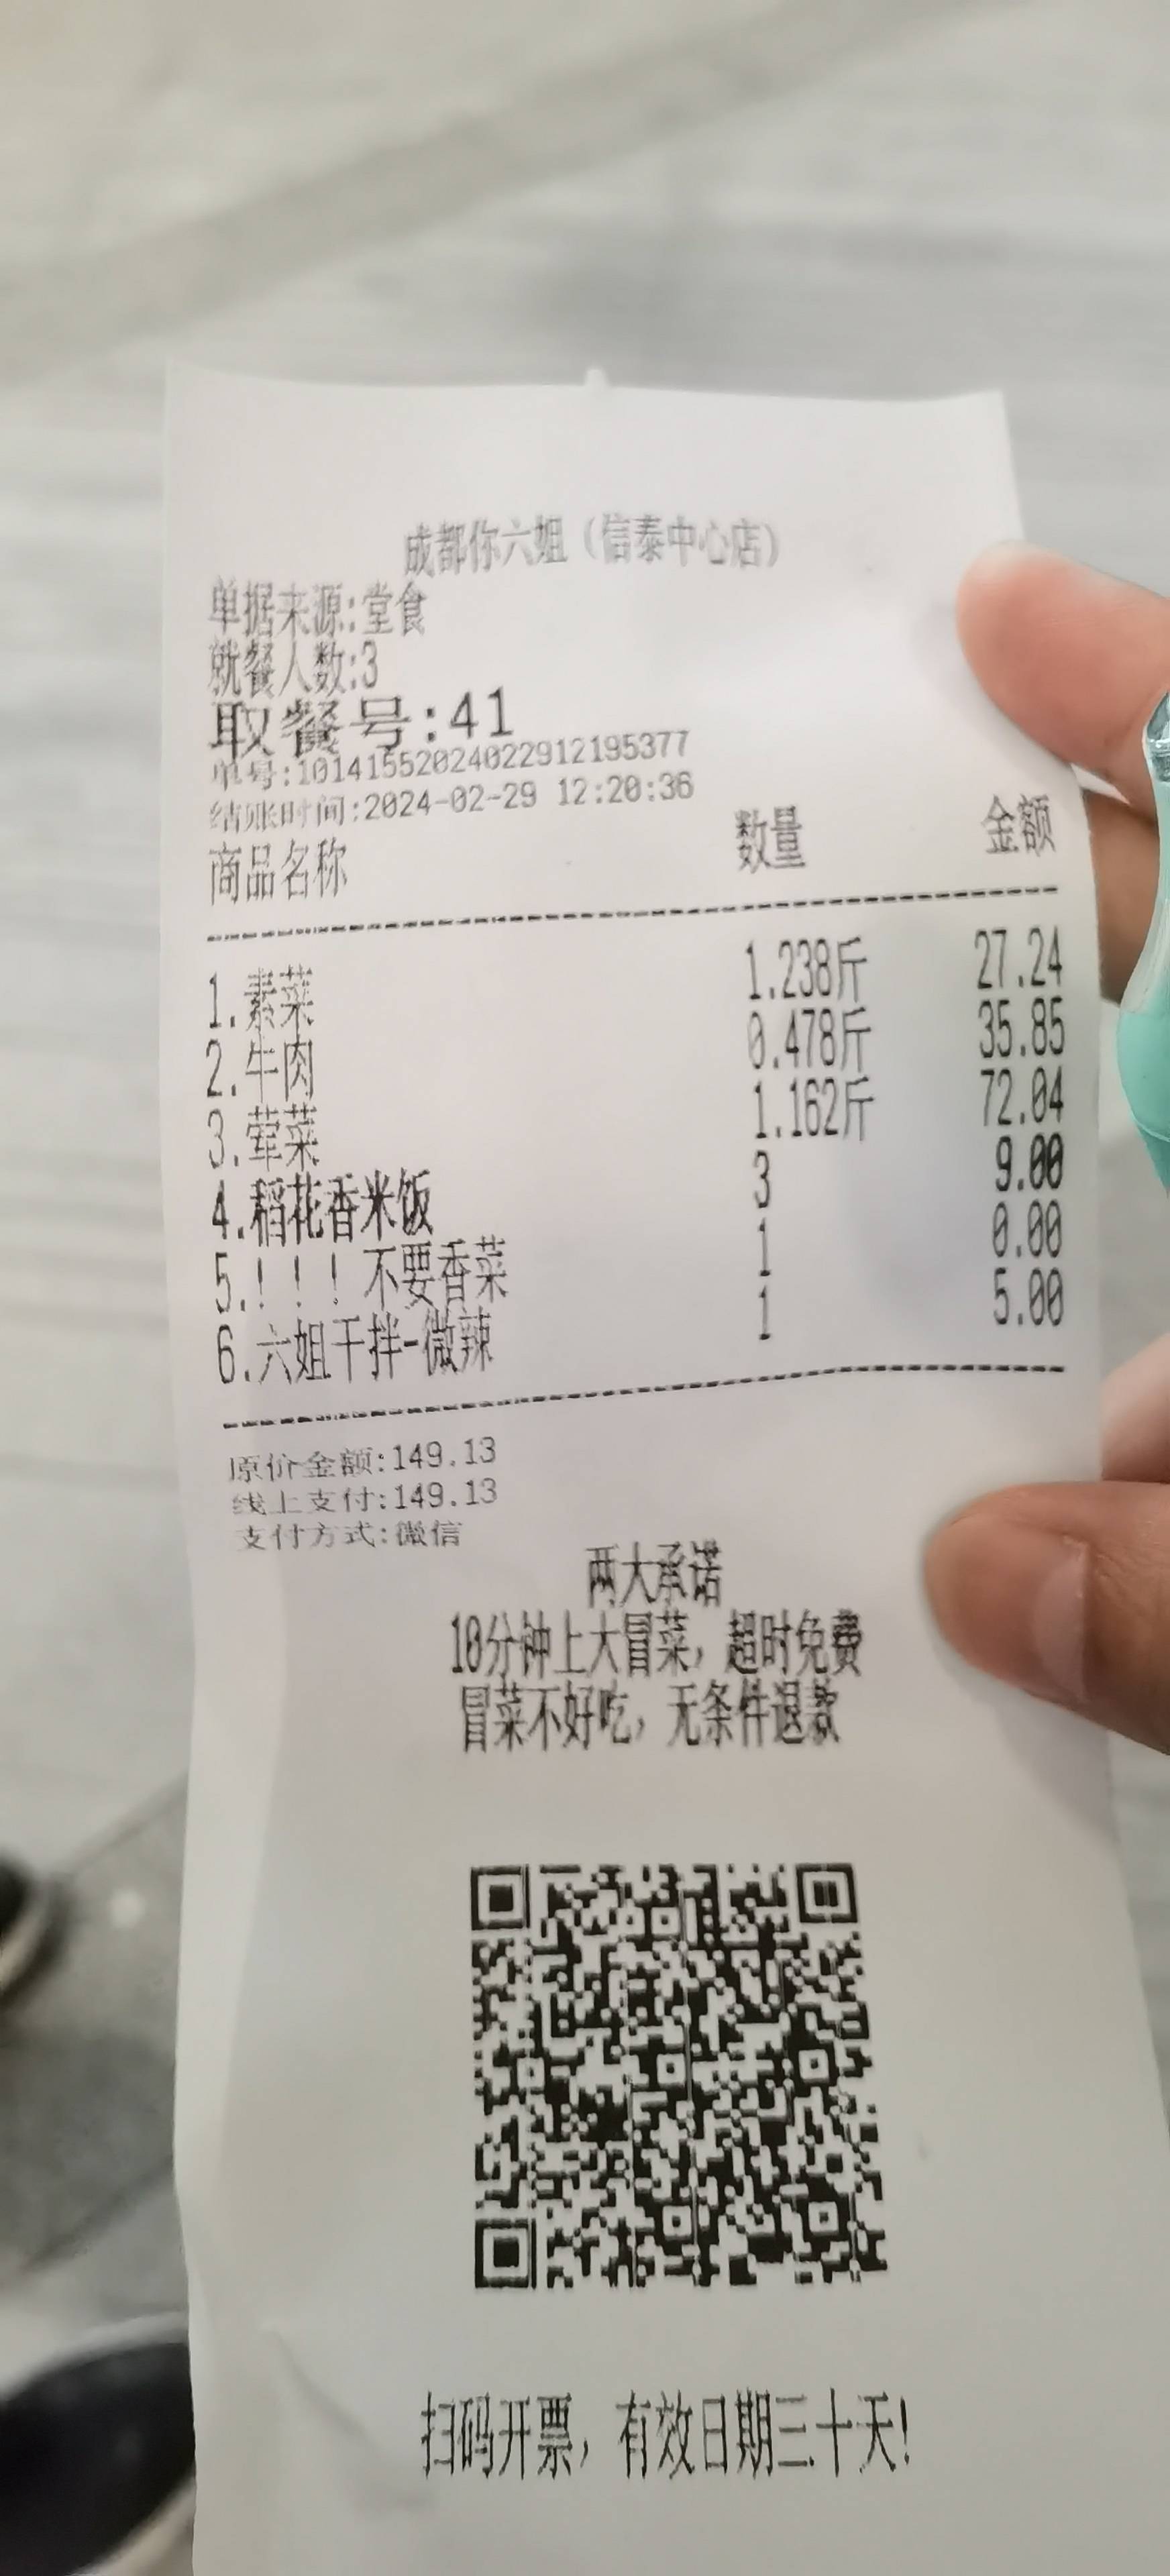 成都你六姐（信泰中心店）
单据来源:堂食
就餐人数:3
取餐号:41
单号:10141552024022912195377
结账时间:2024-02-29 12:20:36
商品名称 数量 金额
1.素菜 1.238斤 27.24
2.牛肉 0.478斤 35.85
3.荤菜 1.162斤 72.04
4.稻花香米饭 3 9.00
5.！！！不要香菜 1 0.00
6.六姐干拌-微辣 1 5.00
原价金额:149.13
线上支付:149.13
支付方式:微信
两大承诺
10分钟上大冒菜，超时免费
冒菜不好吃，无条件退款
扫码开票，有效日期三十天！